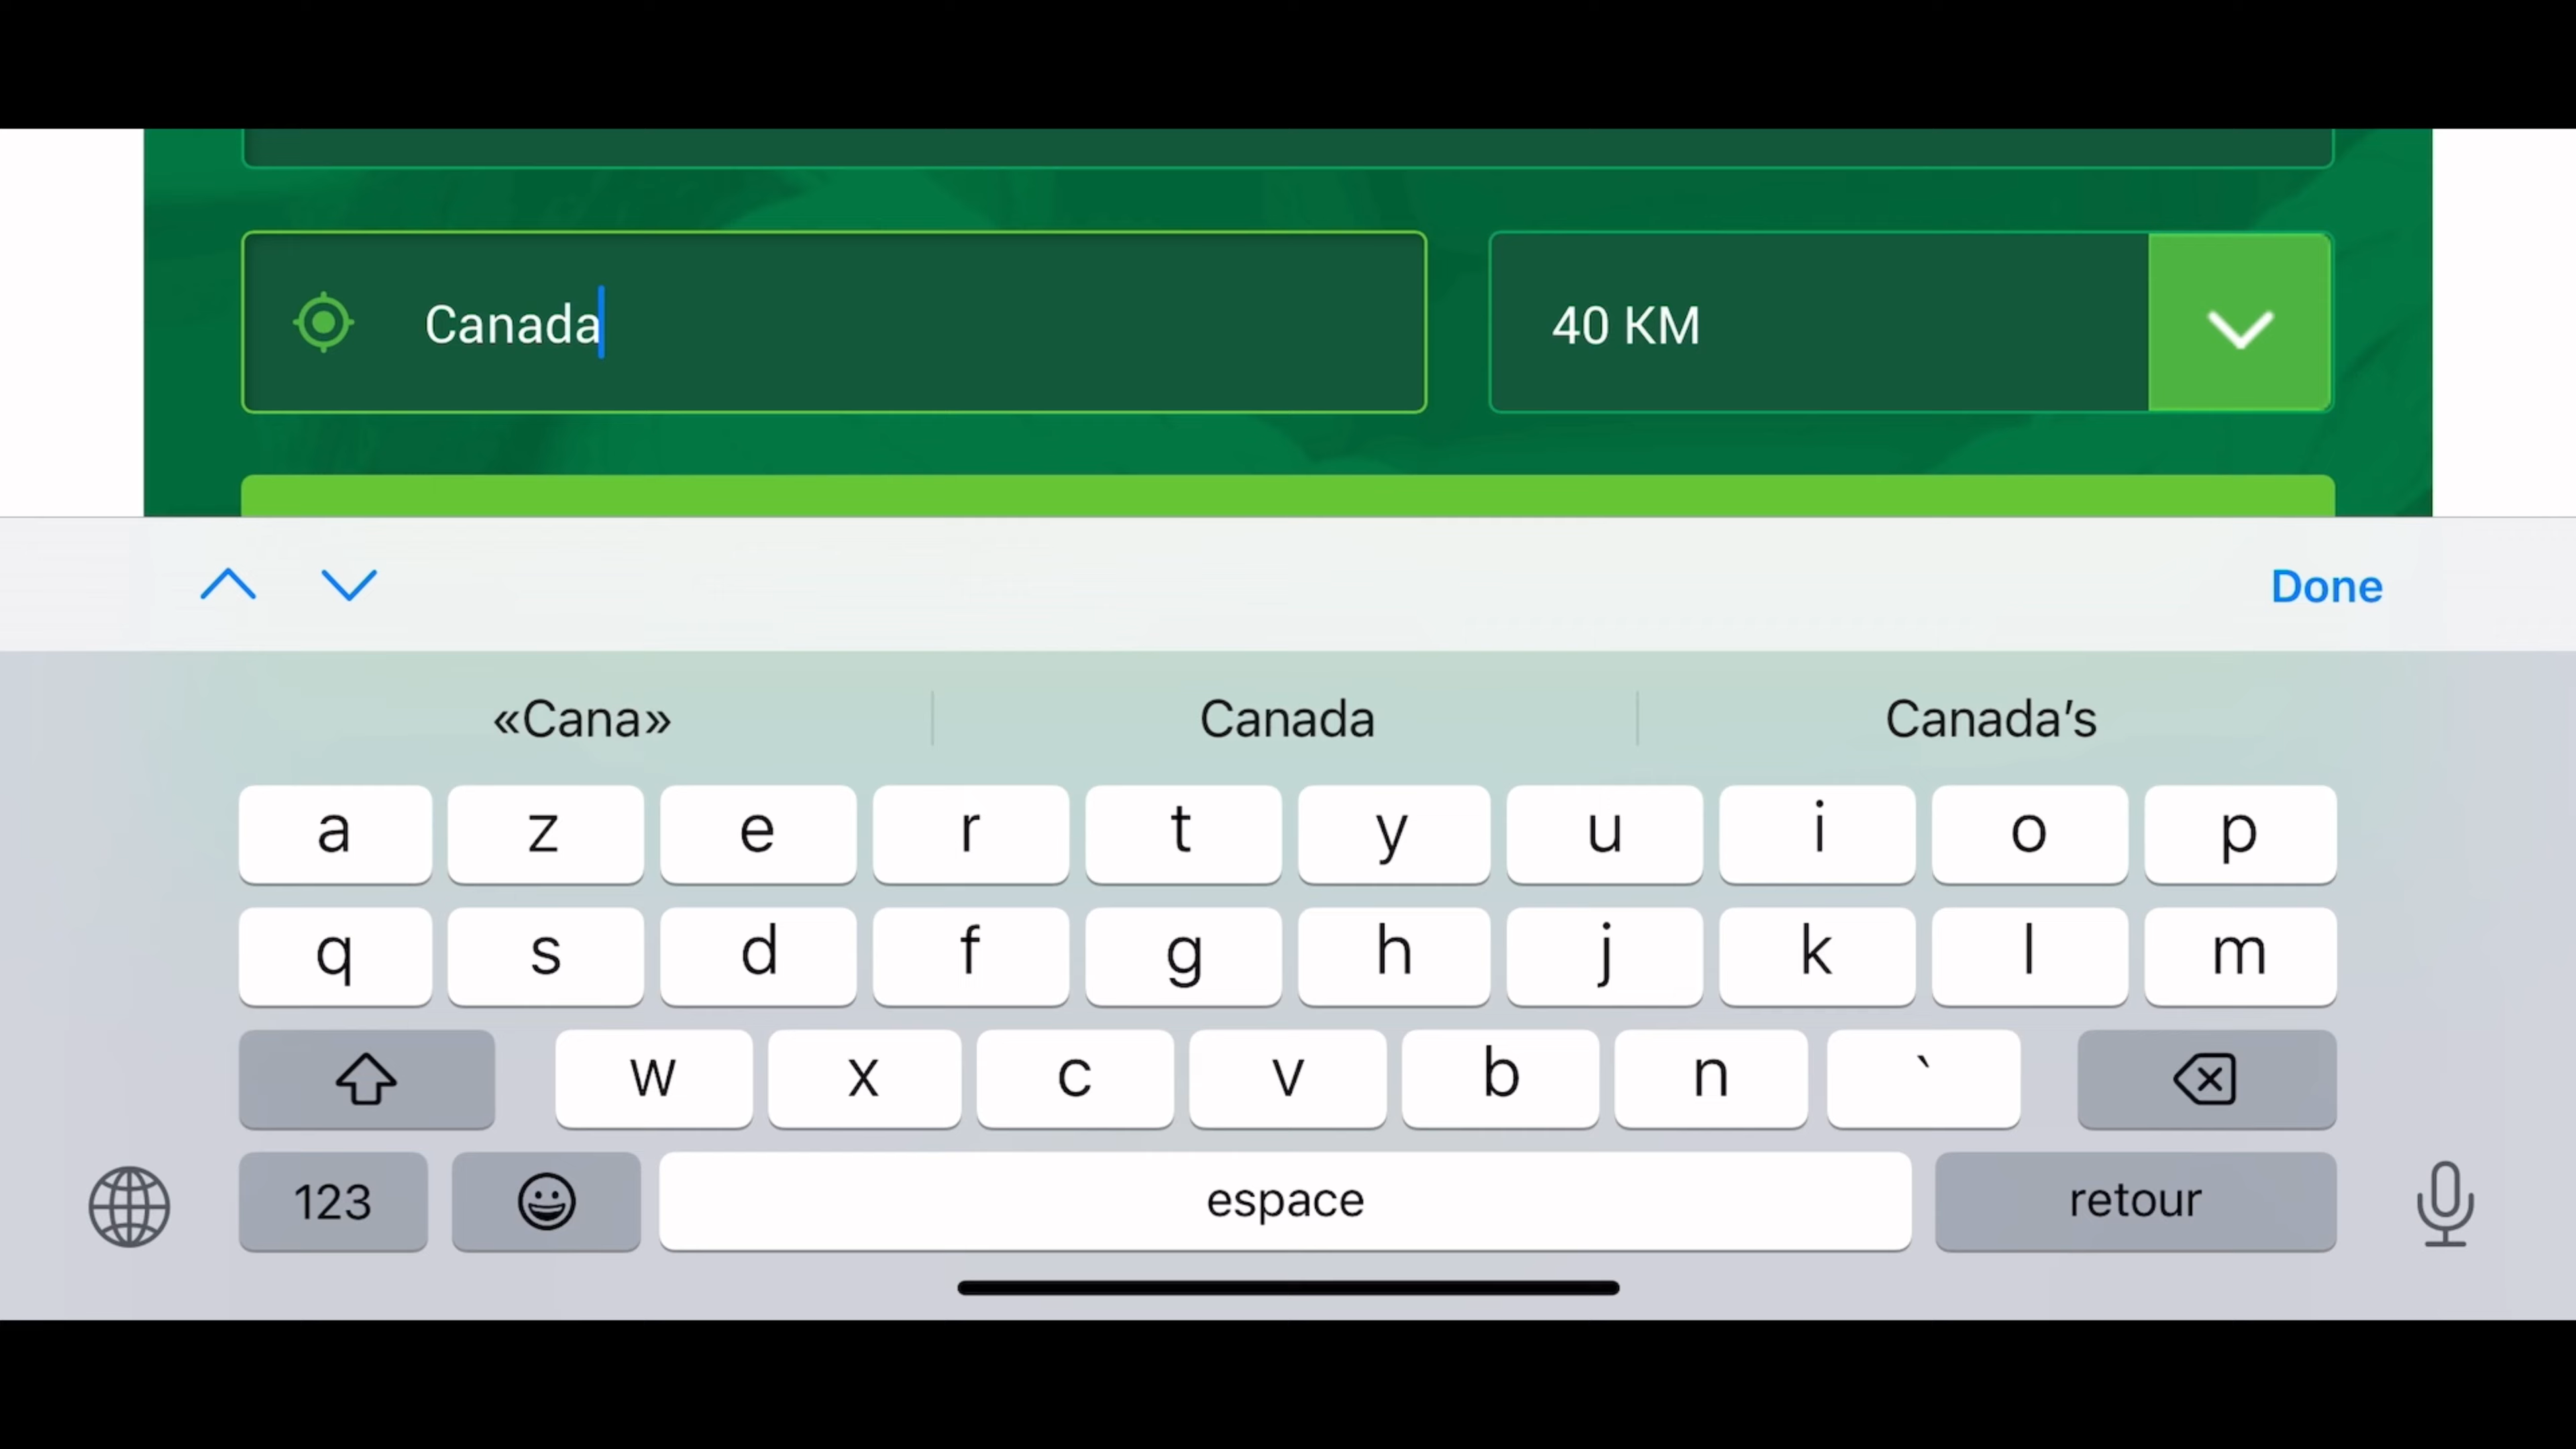 Canada
40 KM
Done
«Cana» Canada Canada’s
a z e r t y u i o p
q s d f g h j k l m
w x c v b n `
123 espace retour